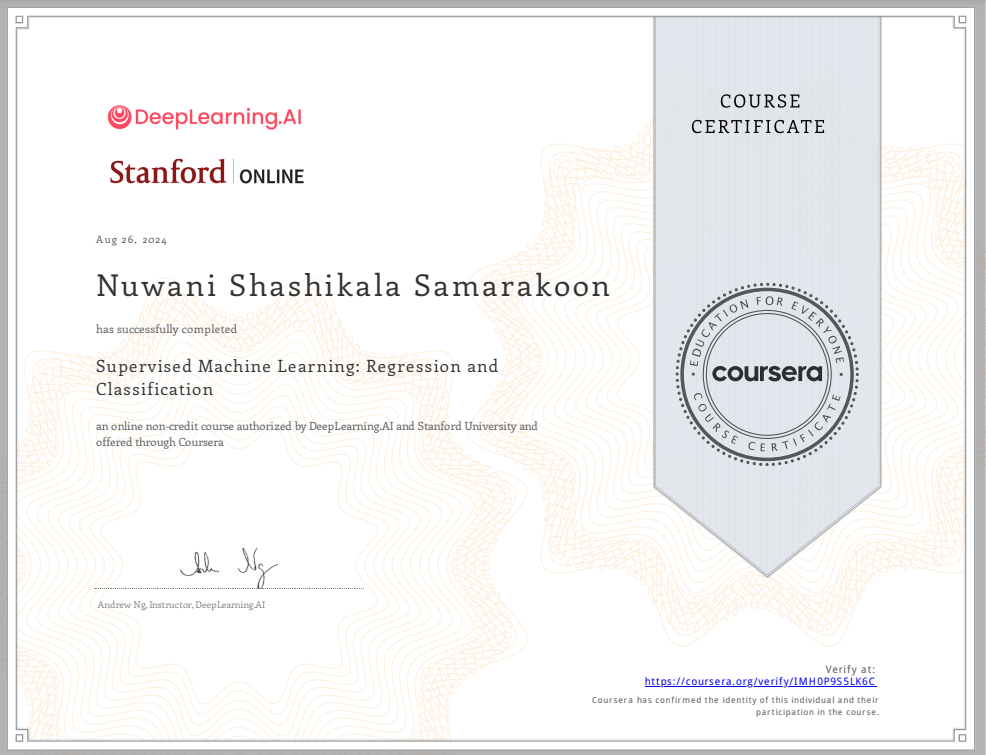 DeepLearning.AI
Stanford | ONLINE
COURSE
CERTIFICATE
Aug 26, 2024
Nuwani Shashikala Samarakoon
has successfully completed
Supervised Machine Learning: Regression and
Classification
an online non-credit course authorized by DeepLearning.AI and Stanford University and
offered through Coursera
EDUCATION FOR EVERYONE
coursera
COURSE CERTIFICATE
Andrew Ng, Instructor, DeepLearning.AI
Verify at:
https://coursera.org/verify/IMH0P9S5LK6C
Coursera has confirmed the identity of this individual and their
participation in the course.